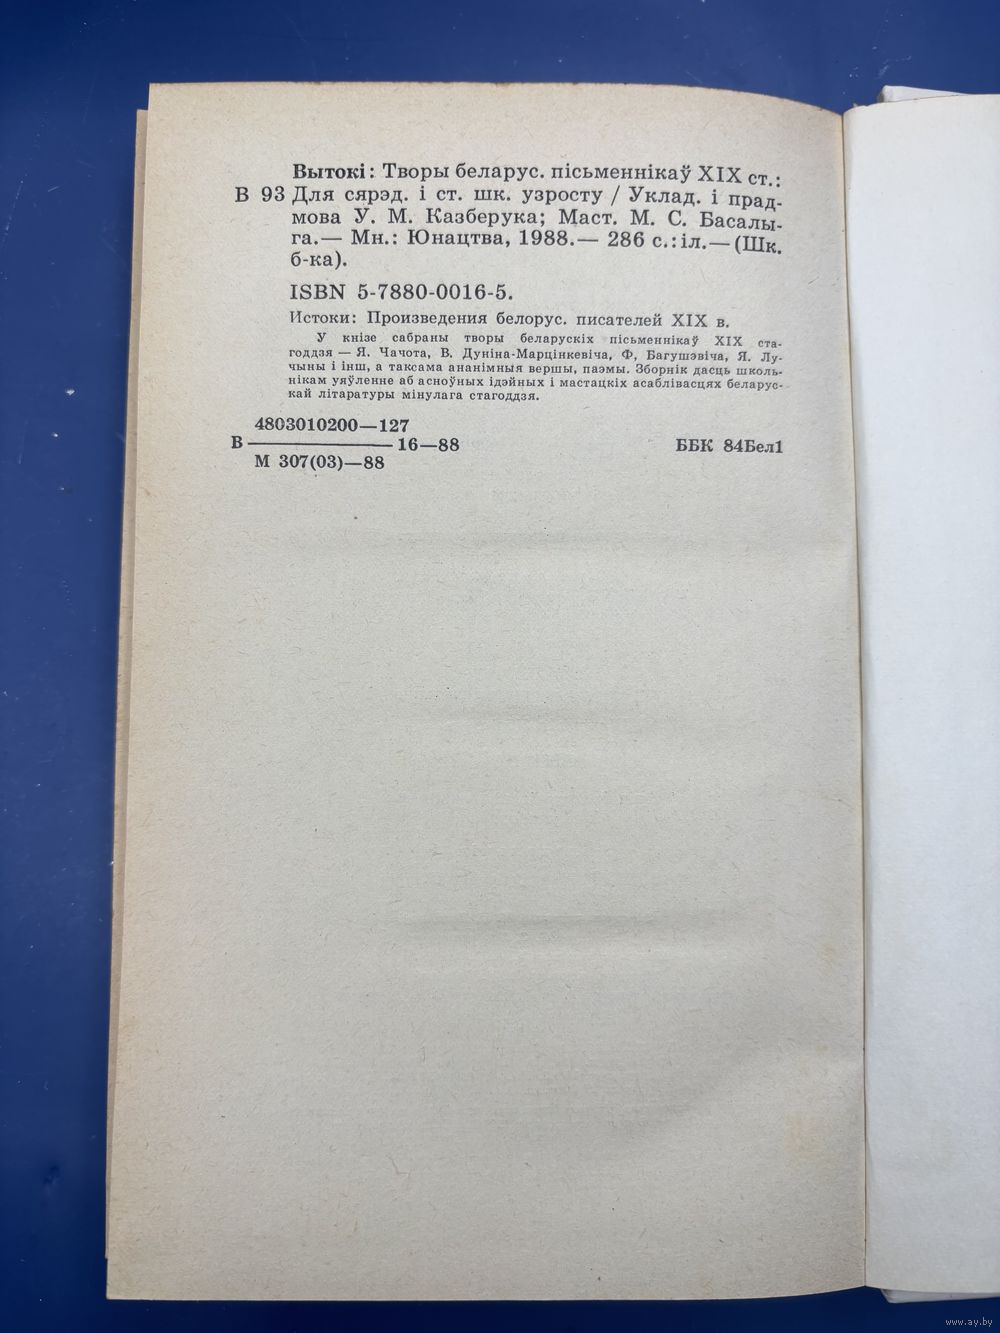 Вытокі: Творы беларус. пісьменнікаў XIX ст.:
В 93 Для сярэд. і ст. шк. узросту / Уклад. і прад-
мова У. М. Казберука; Маст. М. С. Басалы-
га.— Мн.: Юнацтва, 1988.— 286 с.: іл.— (Шк.
б-ка).
ISBN 5-7880-0016-5.
Истоки: Произведения белорус. писателей XIX в.
У кнізе сабраны творы беларускіх пісьменнікаў XIX ста-
годдзя — Я. Чачота, В. Дуніна-Марцінкевіча, Ф, Багушэвіча, Я. Лу-
чыны і інш, а таксама ананімныя вершы, паэмы. Зборнік дасць школь-
нікам уяўленне аб асноўных ідэйных і мастацкіх асаблівасцях беларус-
кай літаратуры мінулага стагоддзя.
4803010200—127
В ——— 16—88 ББК 84Бел1
М 307(03)—88
www.ay.by